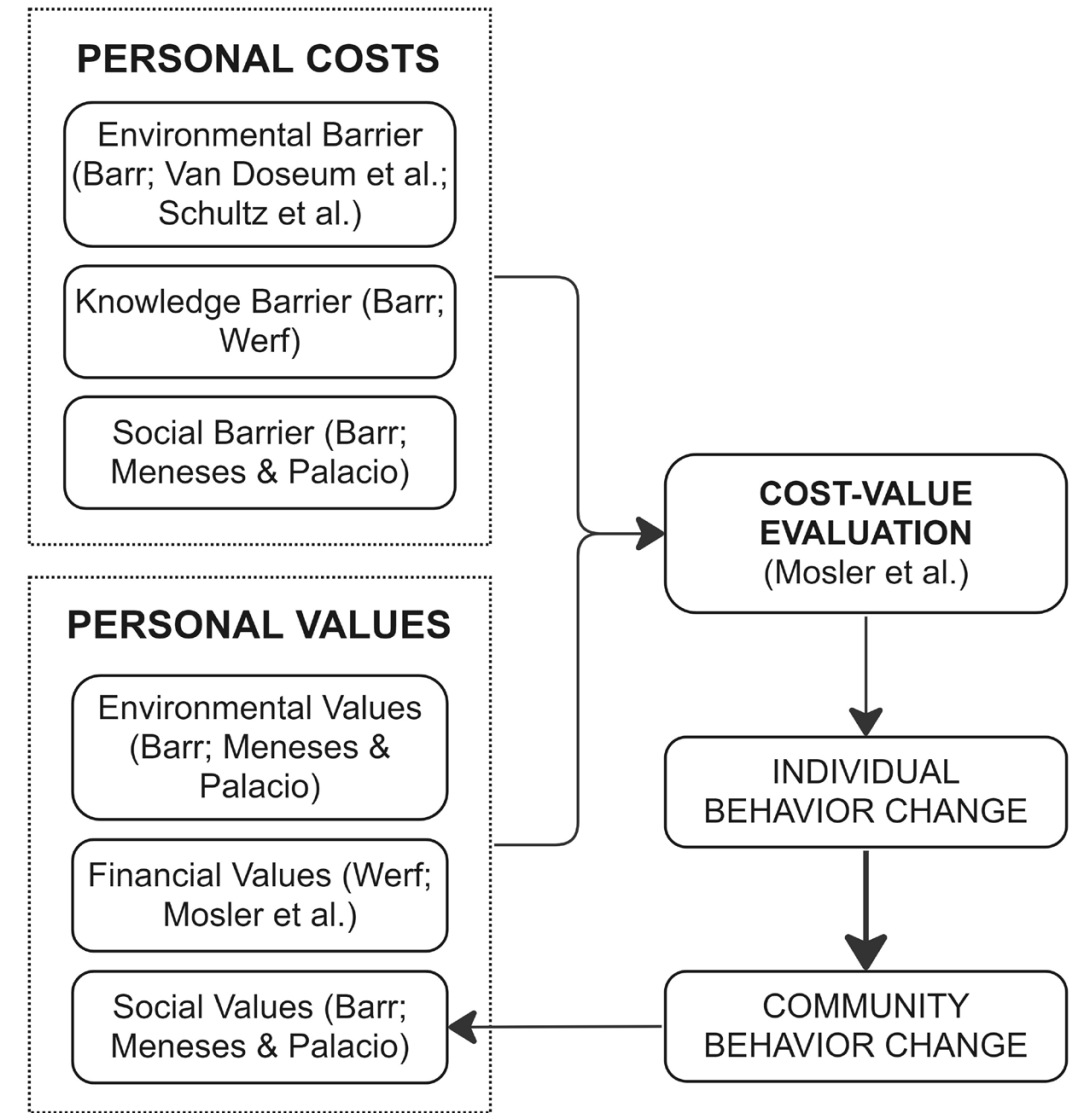 PERSONAL COSTS
Environmental Barrier
(Barr; Van Doseum et al.;
Schultz et al.)
Knowledge Barrier (Barr;
Werf)
Social Barrier (Barr;
Meneses & Palacio)
PERSONAL VALUES
Environmental Values
(Barr; Meneses &
Palacio)
Financial Values (Werf;
Mosler et al.)
Social Values (Barr;
Meneses & Palacio)
COST-VALUE
EVALUATION
(Mosler et al.)
INDIVIDUAL
BEHAVIOR CHANGE
COMMUNITY
BEHAVIOR CHANGE